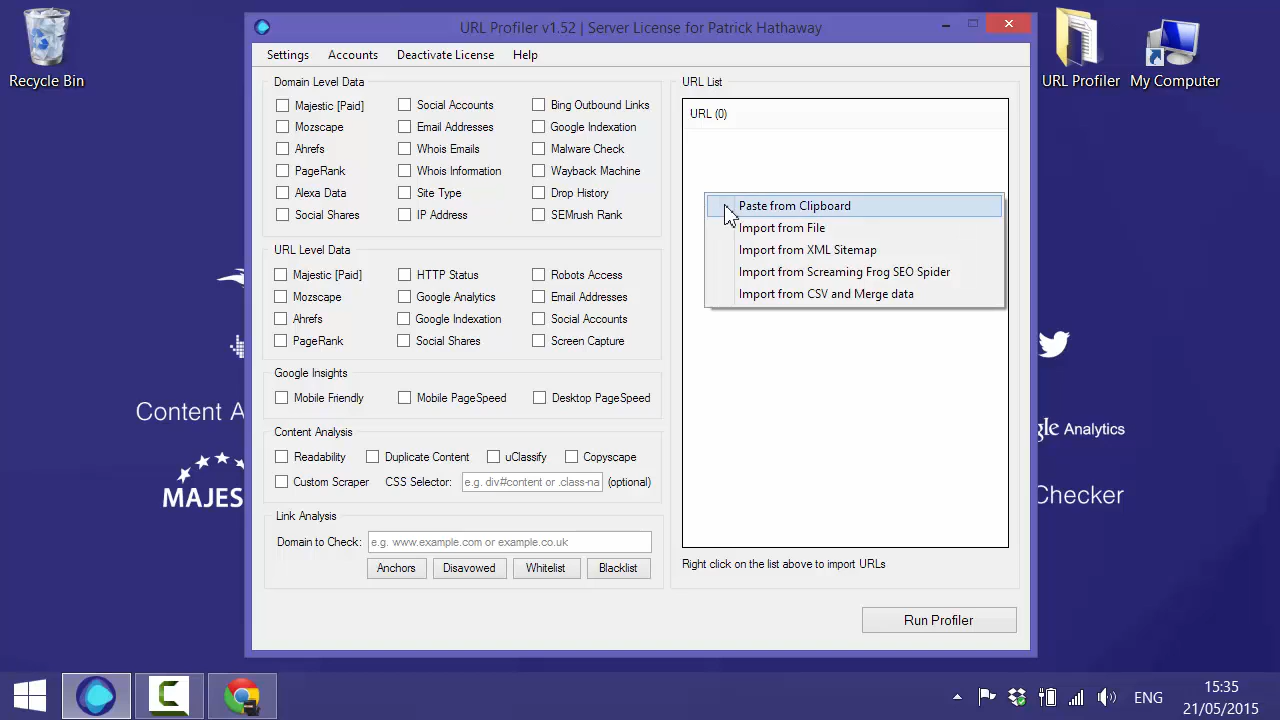 URL Profiler v1.52 | Server License for Patrick Hathaway
Recycle Bin
URL Profiler
My Computer
Settings Accounts Deactivate License Help
Domain Level Data
Majestic [Paid] Social Accounts Bing Outbound Links
Mozscape Email Addresses Google Indexation
Ahrefs Whois Emails Malware Check
PageRank Whois Information Wayback Machine
Alexa Data Site Type Drop History
Social Shares IP Address SEMrush Rank
URL Level Data
Majestic [Paid] HTTP Status Robots Access
Mozscape Google Analytics Email Addresses
Ahrefs Google Indexation Social Accounts
PageRank Social Shares Screen Capture
Google Insights
Mobile Friendly Mobile PageSpeed Desktop PageSpeed
Content Analysis
Readability Duplicate Content uClassify Copyscape
Custom Scraper CSS Selector: e.g. div#content or .class-na (optional)
Link Analysis
Domain to Check: e.g. www.example.com or example.co.uk
Anchors Disavowed Whitelist Blacklist
URL List
URL (0)
Paste from Clipboard
Import from File
Import from XML Sitemap
Import from Screaming Frog SEO Spider
Import from CSV and Merge data
Right click on the list above to import URLs
Run Profiler
Content A
MAJES
gle Analytics
Checker
ENG
15:35
21/05/2015